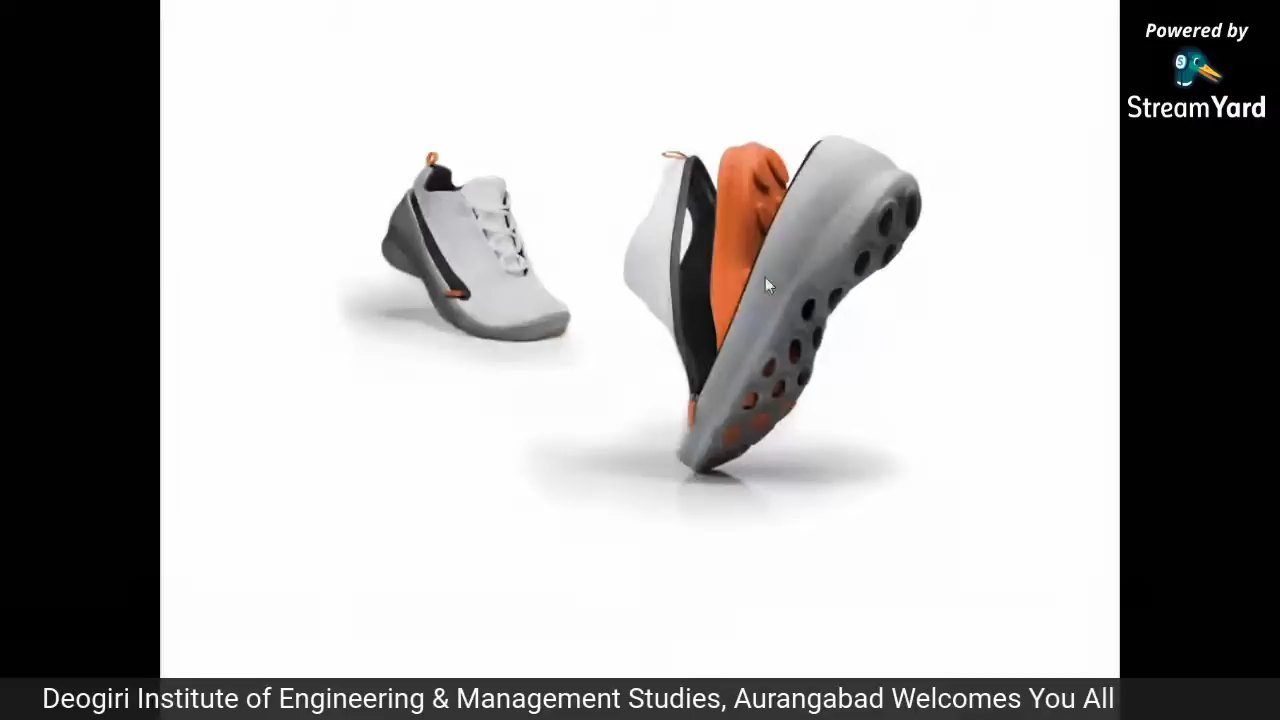 Powered by
StreamYard
Deogiri Institute of Engineering & Management Studies, Aurangabad Welcomes You All